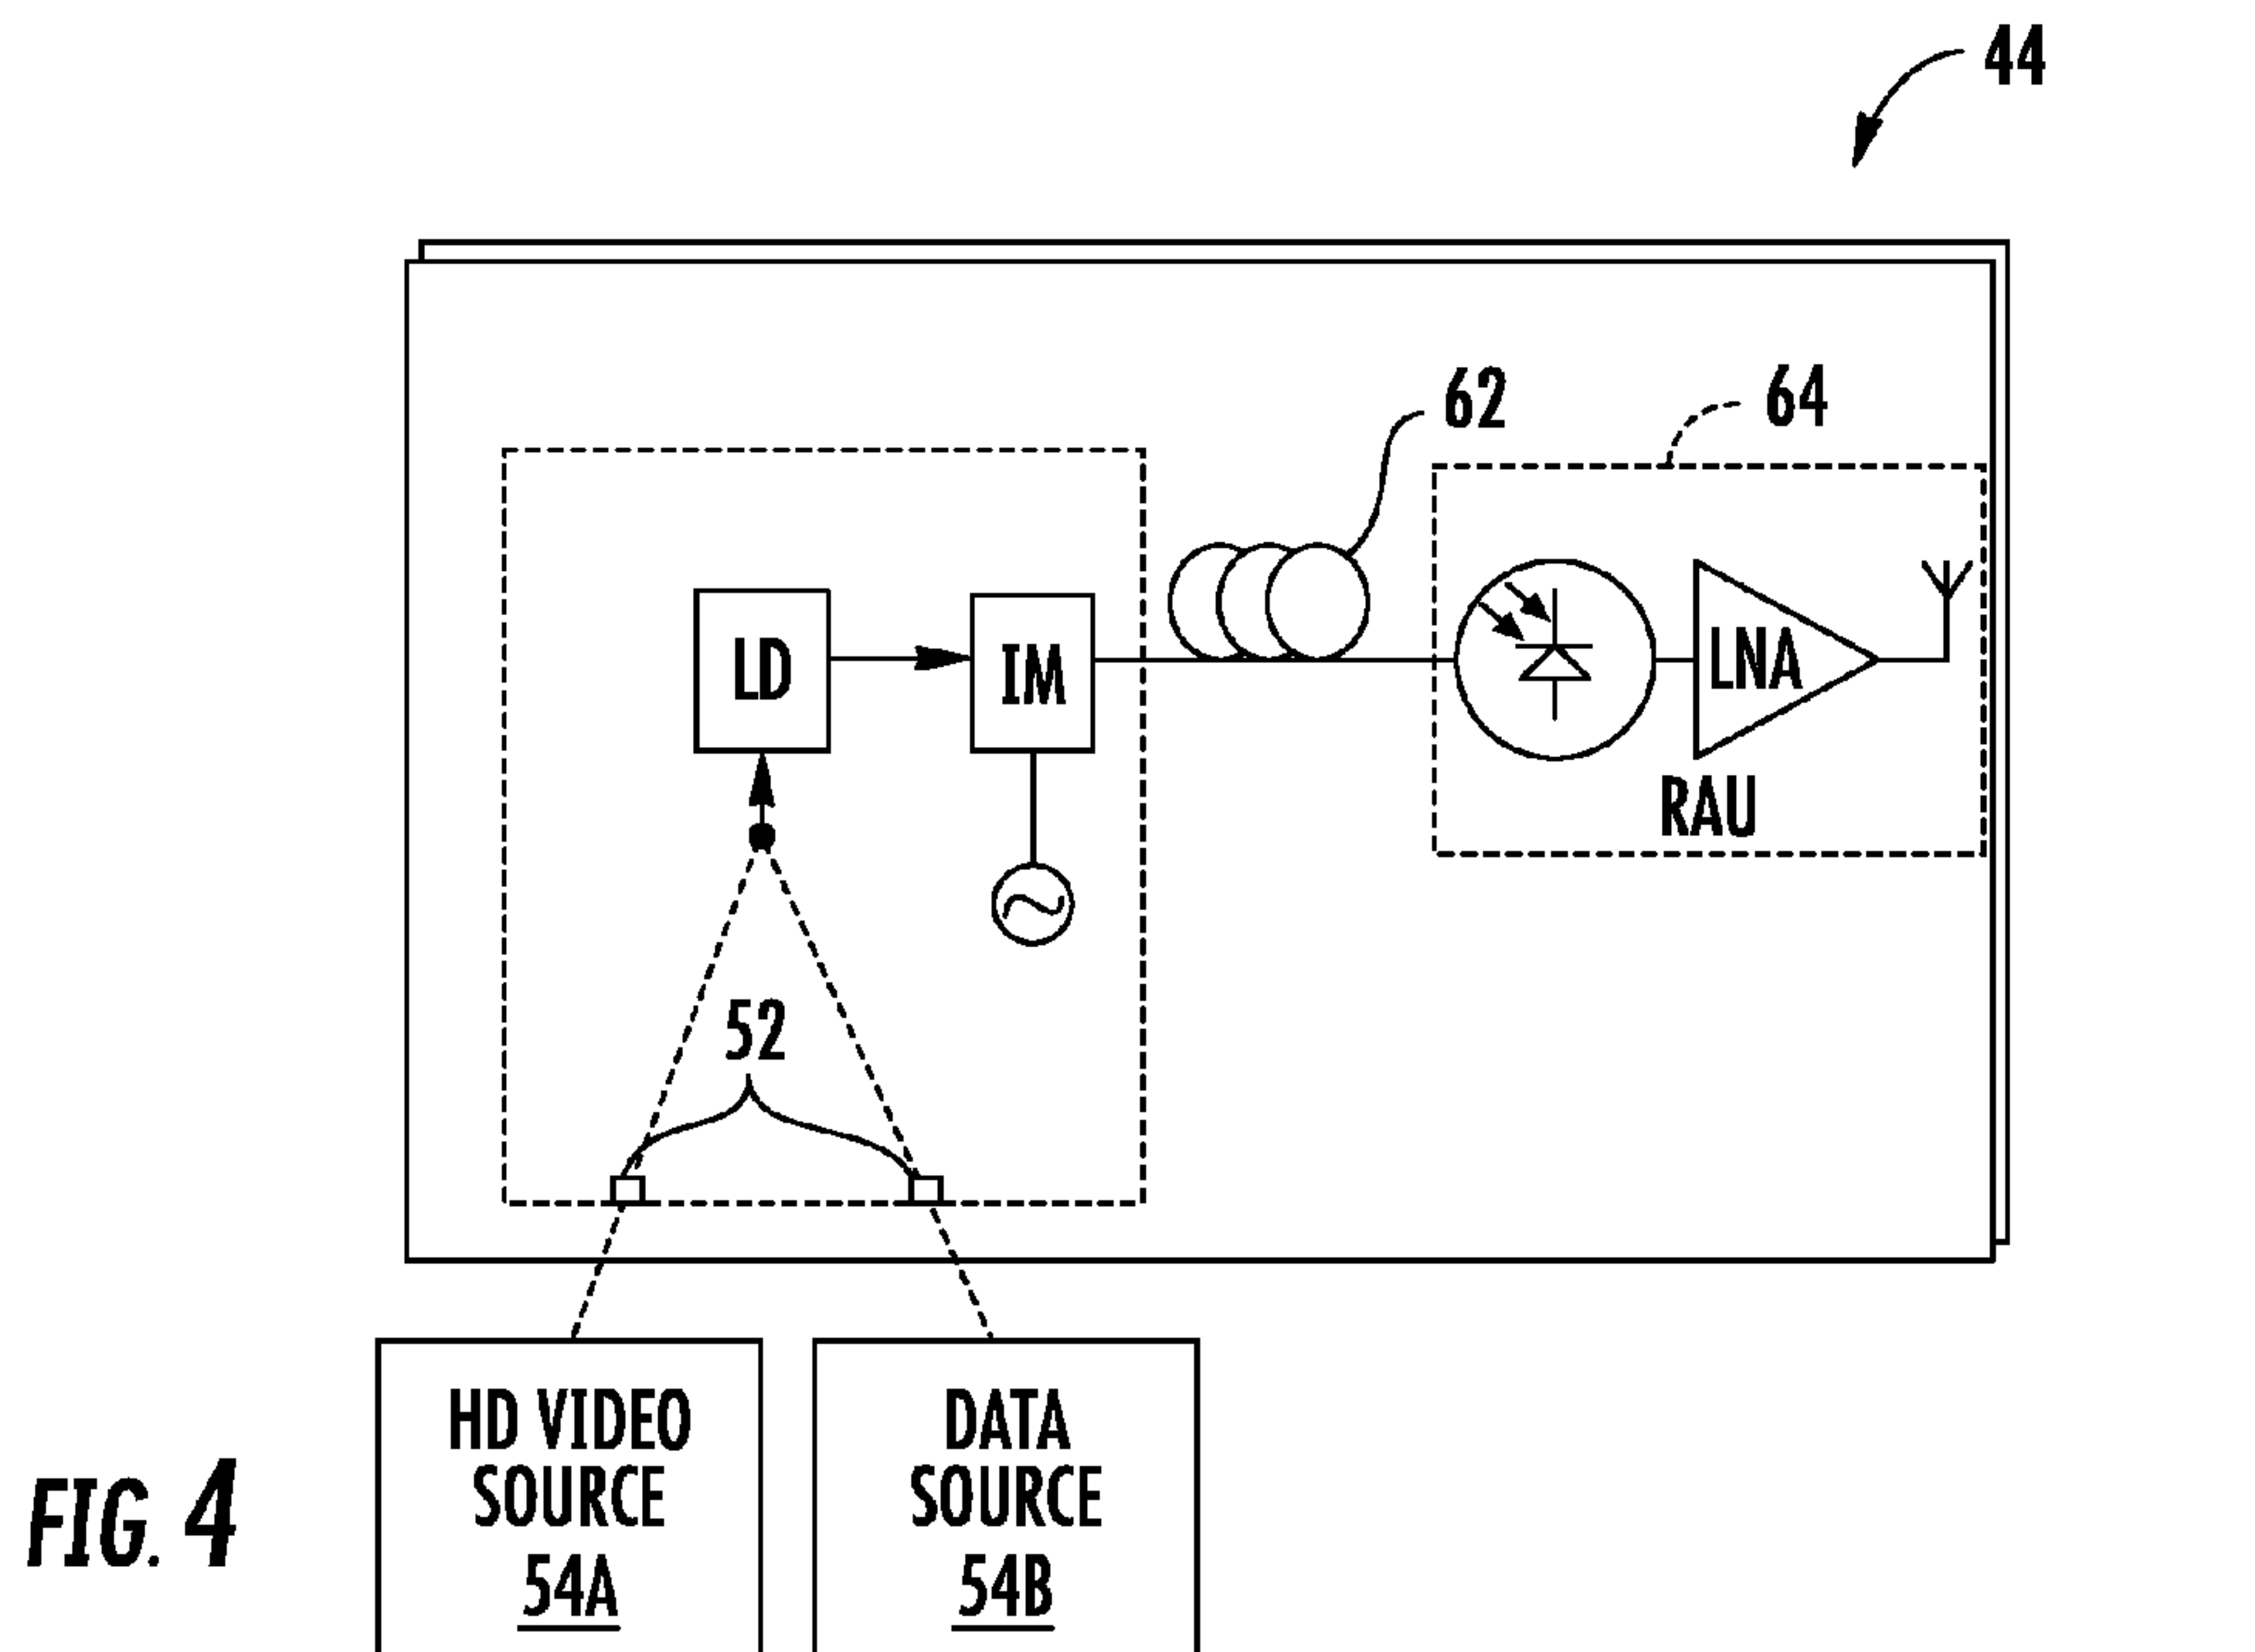 44
62
64
LD
IM
LNA
RAU
52
HD VIDEO
SOURCE
54A
DATA
SOURCE
54B
FIG. 4